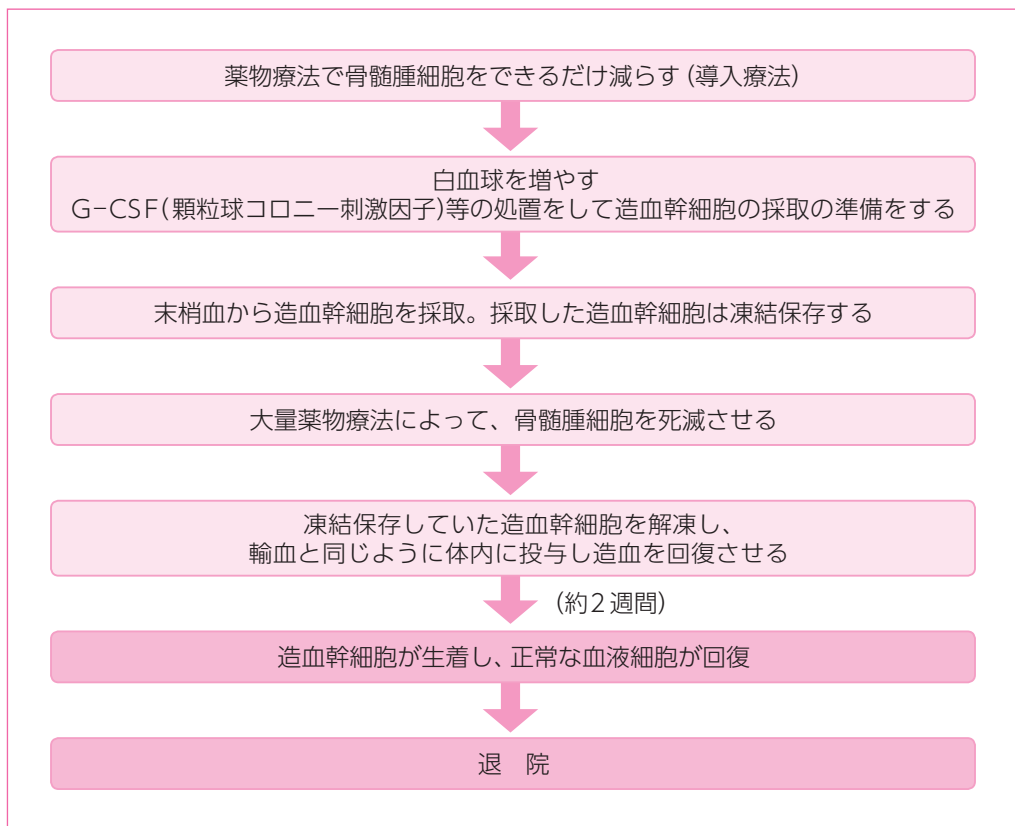 薬物療法で骨髄腫細胞をできるだけ減らす（導入療法）
白血球を増やす
G−CSF（顆粒球コロニー刺激因子）等の処置をして造血幹細胞の採取の準備をする
末梢血から造血幹細胞を採取。採取した造血幹細胞は凍結保存する
大量薬物療法によって、骨髄腫細胞を死滅させる
凍結保存していた造血幹細胞を解凍し、
輸血と同じように体内に投与し造血を回復させる
（約2週間）
造血幹細胞が生着し、正常な血液細胞が回復
退　院